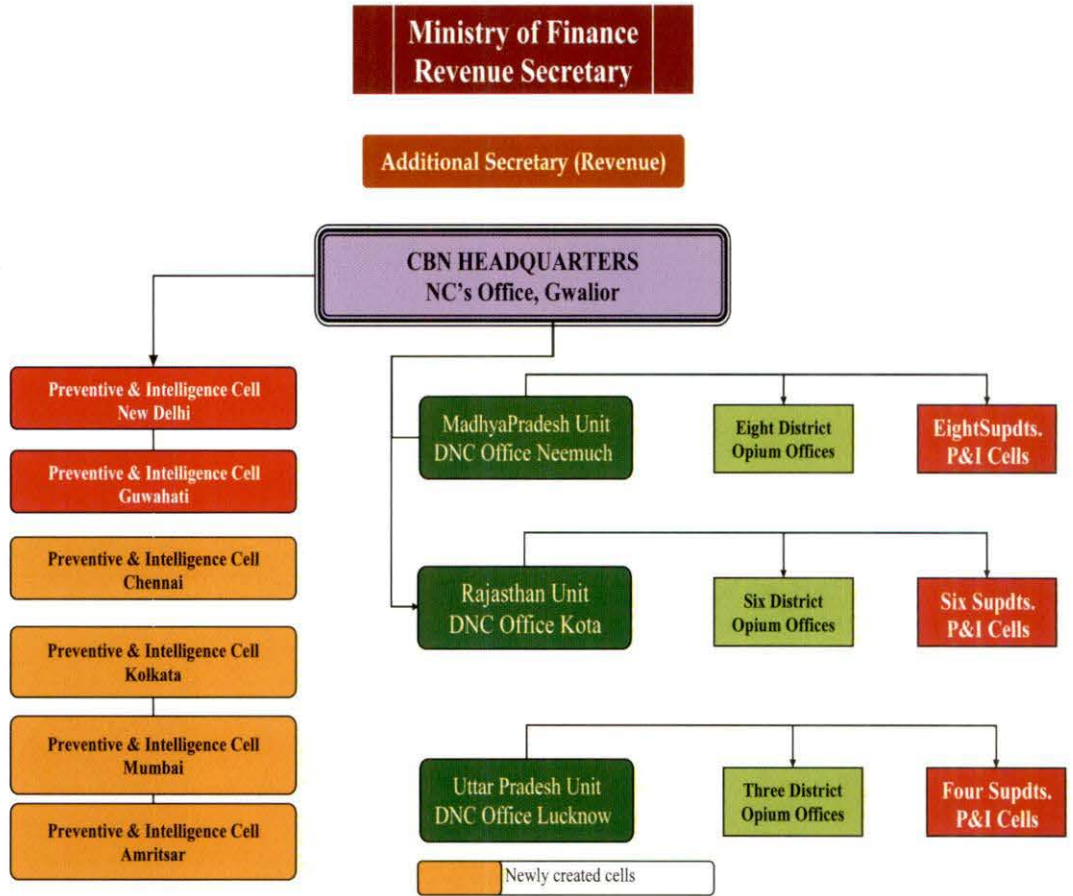 Ministry of Finance
Revenue Secretary
Additional Secretary (Revenue)
CBN HEADQUARTERS
NC's Office, Gwalior
Preventive & Intelligence Cell
New Delhi
Preventive & Intelligence Cell
Guwahati
Preventive & Intelligence Cell
Chennai
Preventive & Intelligence Cell
Kolkata
Preventive & Intelligence Cell
Mumbai
Preventive & Intelligence Cell
Amritsar
MadhyaPradesh Unit
DNC Office Neemuch
Eight District
Opium Offices
EightSupdts.
P&I Cells
Rajasthan Unit
DNC Office Kota
Six District
Opium Offices
Six Supdts.
P&I Cells
Uttar Pradesh Unit
DNC Office Lucknow
Three District
Opium Offices
Four Supdts.
P&I Cells
Newly created cells